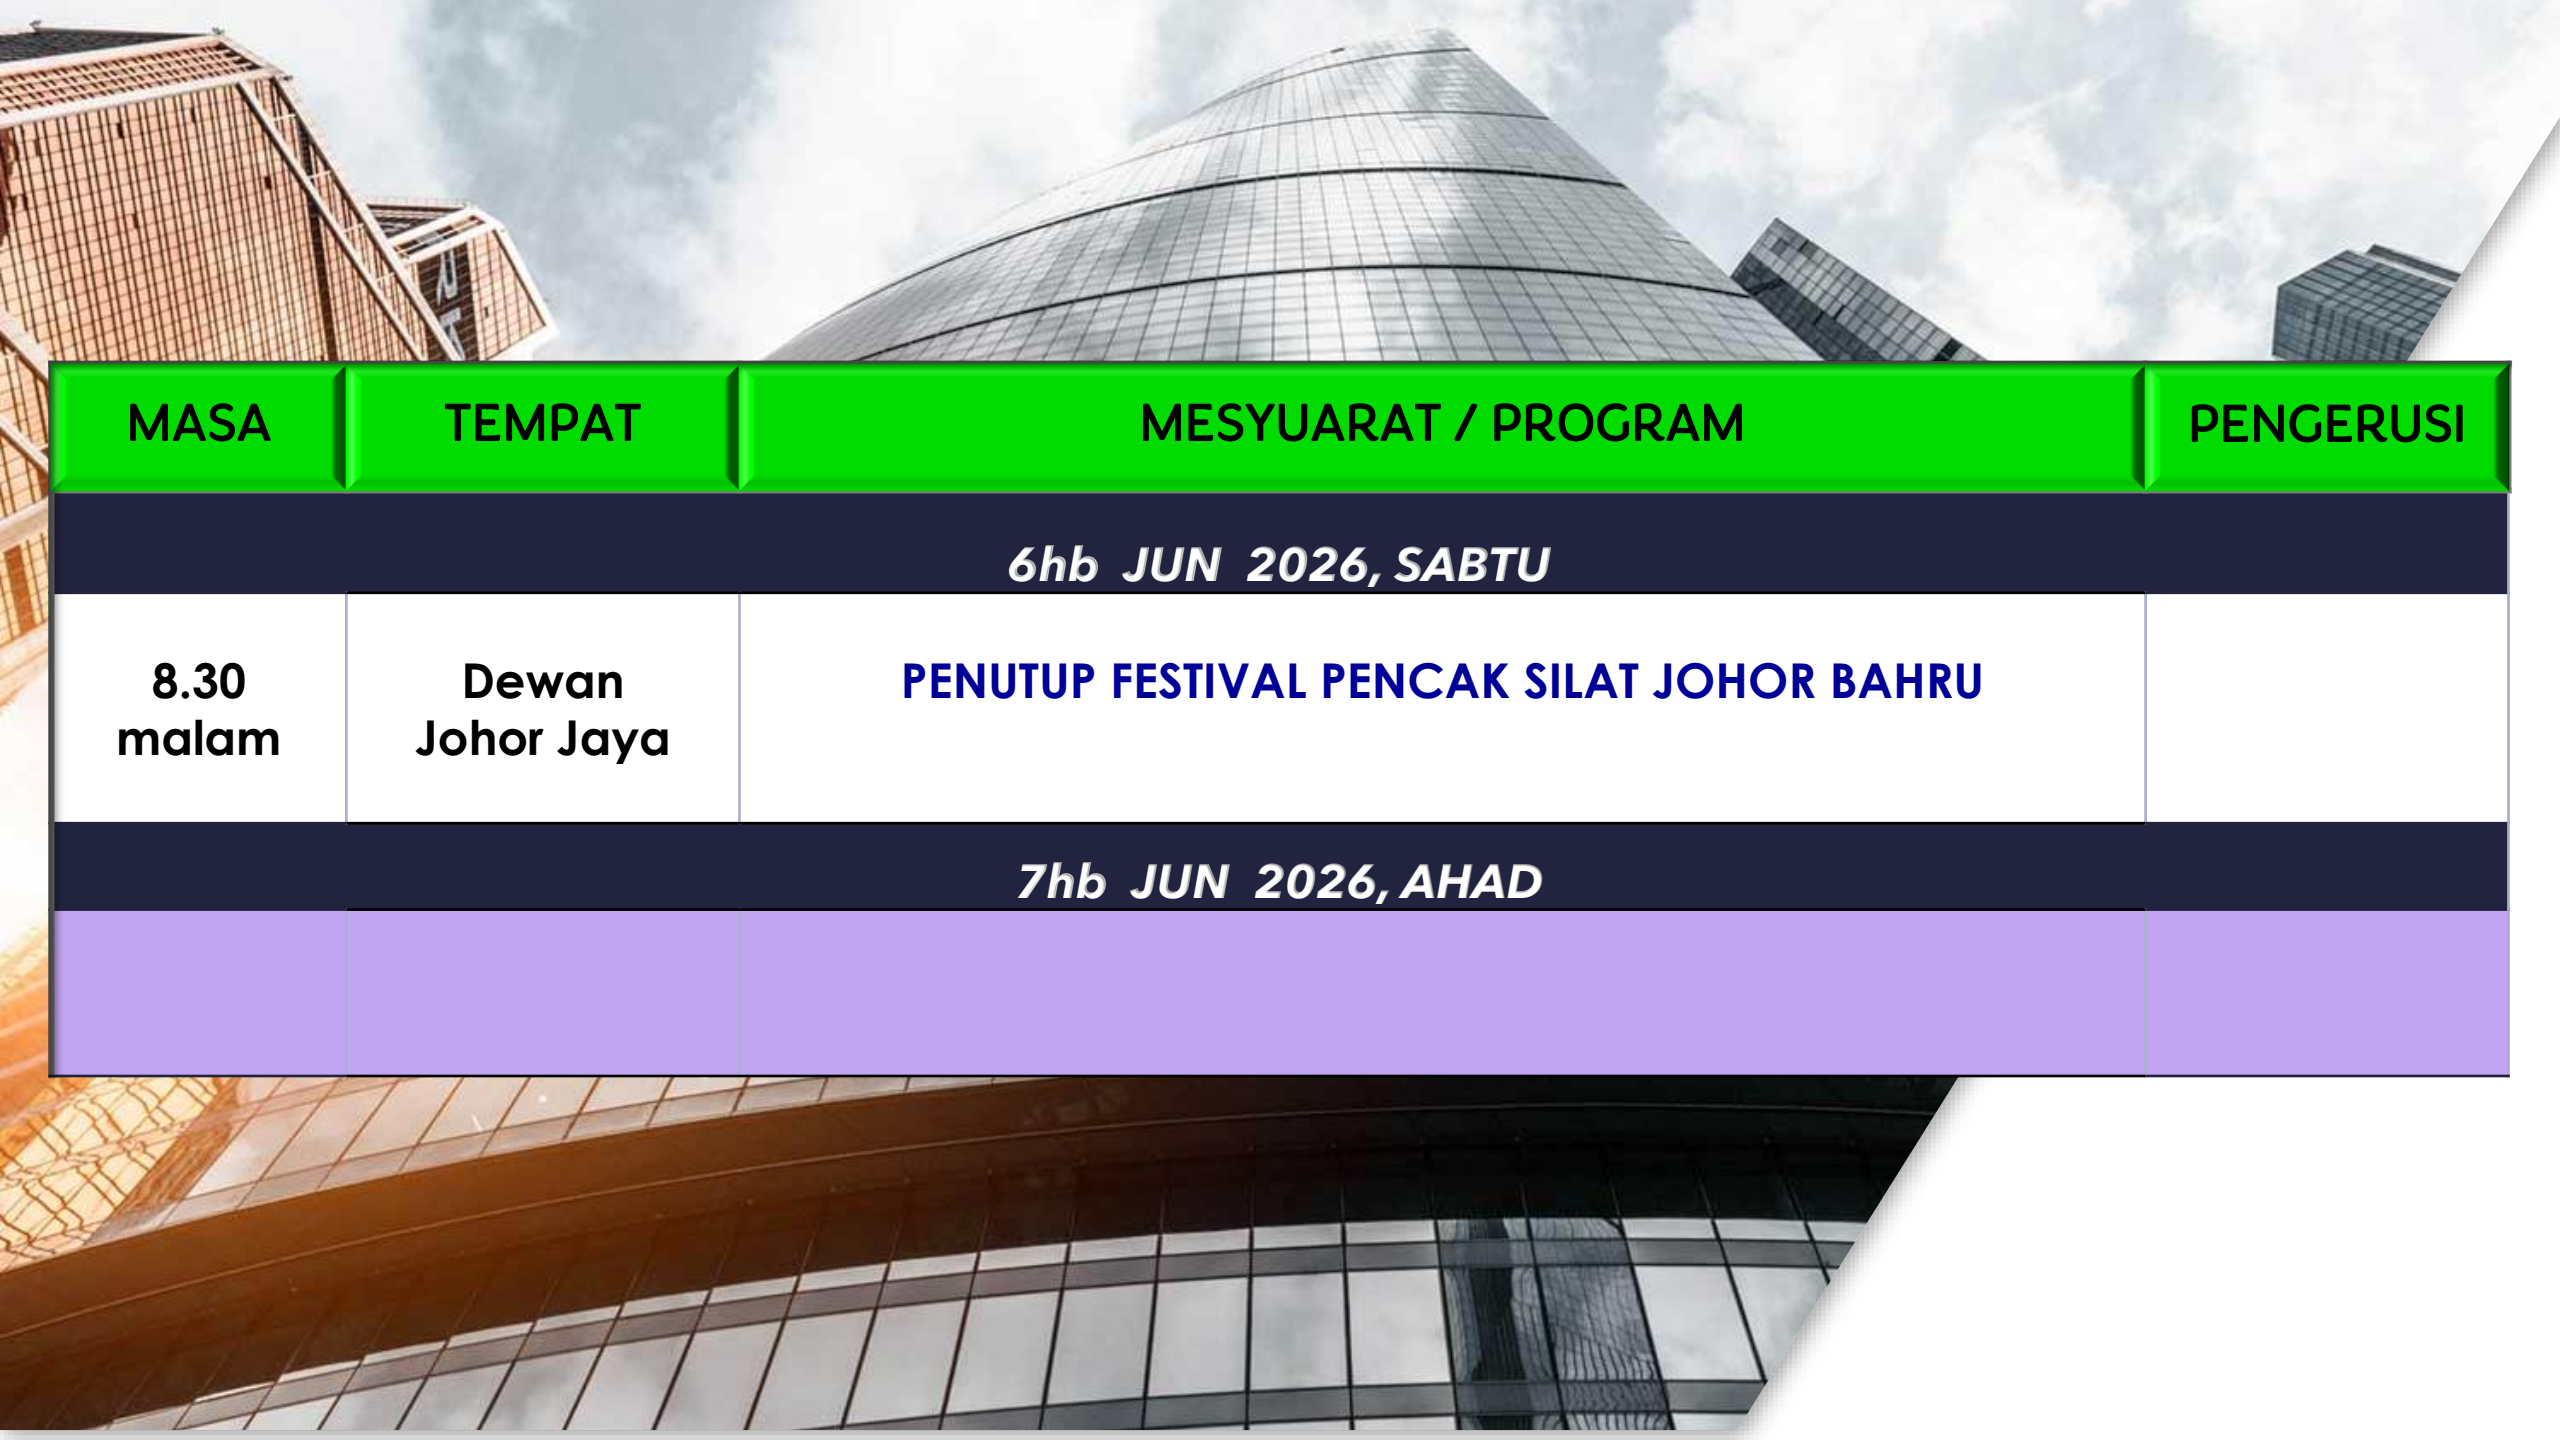 MASA TEMPAT MESYUARAT / PROGRAM PENGERUSI
6hb JUN 2026, SABTU
8.30 malam
Dewan Johor Jaya
PENUTUP FESTIVAL PENCAK SILAT JOHOR BAHRU
7hb JUN 2026, AHAD